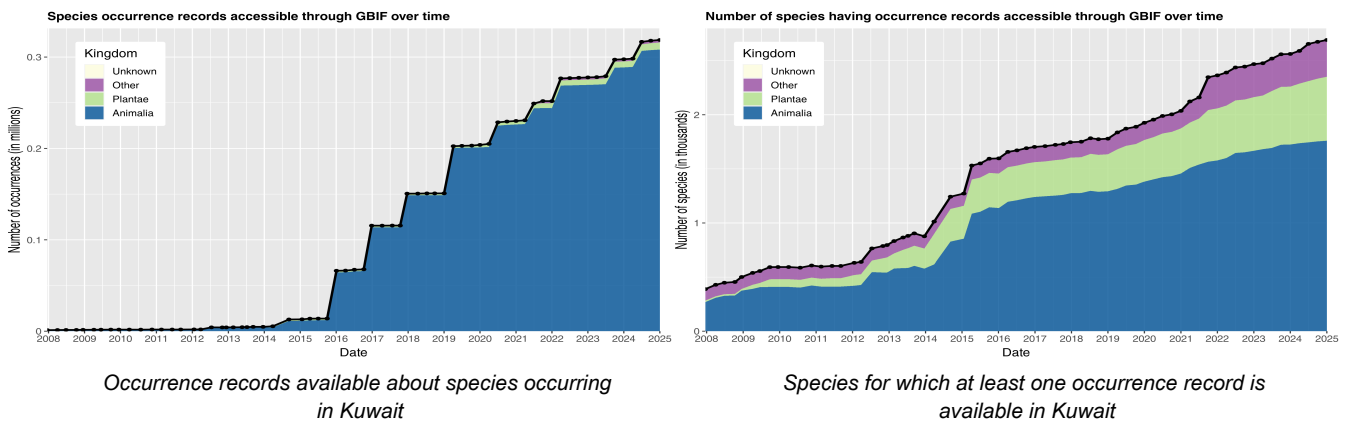 Species occurrence records accessible through GBIF over time
Number of occurrences (in millions)
0.3
0.2
0.1
0
Kingdom
Unknown
Other
Plantae
Animalia
2008 2009 2010 2011 2012 2013 2014 2015 2016 2017 2018 2019 2020 2021 2022 2023 2024 2025
Date
Occurrence records available about species occurring
in Kuwait
Number of species having occurrence records accessible through GBIF over time
Number of species (in thousands)
2
1
0
Kingdom
Unknown
Other
Plantae
Animalia
2008 2009 2010 2011 2012 2013 2014 2015 2016 2017 2018 2019 2020 2021 2022 2023 2024 2025
Date
Species for which at least one occurrence record is
available in Kuwait